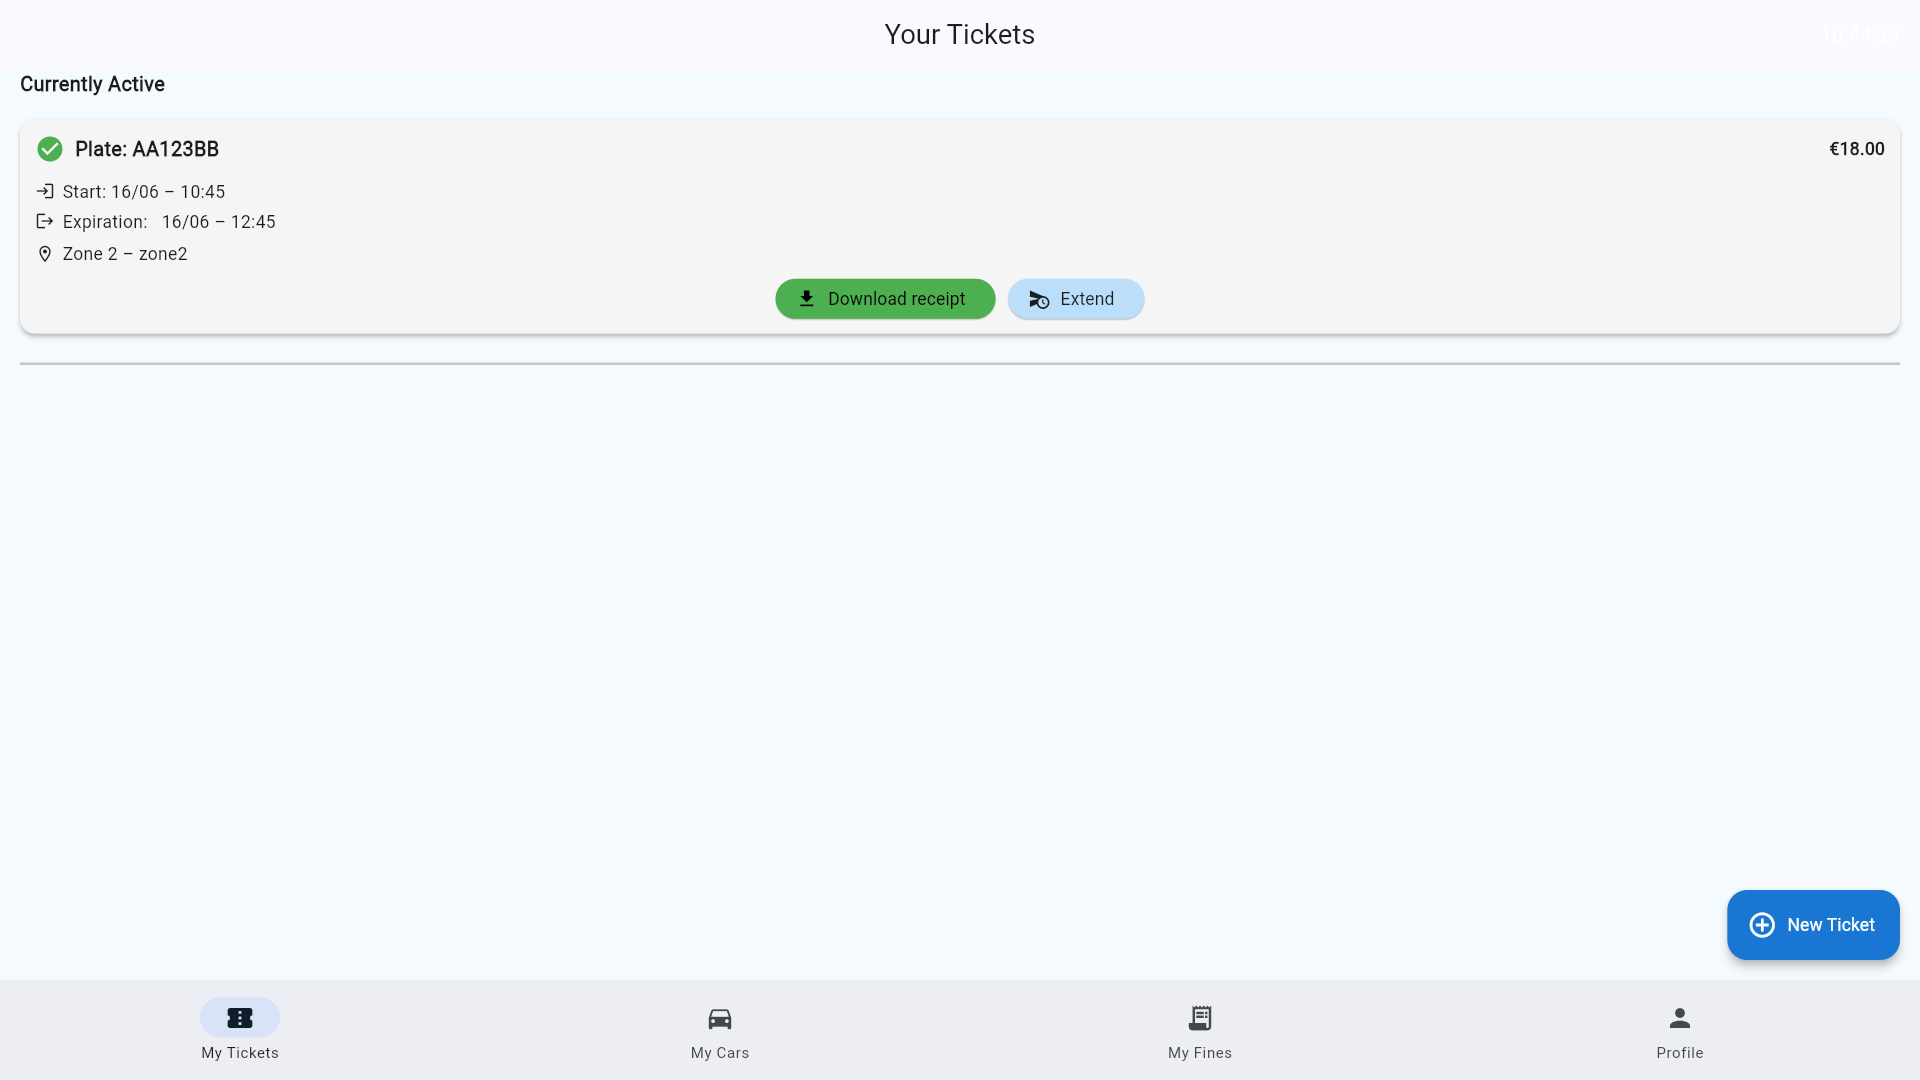 Your Tickets
10:44:39
Currently Active
Plate: AA123BB
€18.00
Start: 16/06 – 10:45
Expiration: 16/06 – 12:45
Zone 2 – zone2
Download receipt
Extend
New Ticket
My Tickets
My Cars
My Fines
Profile